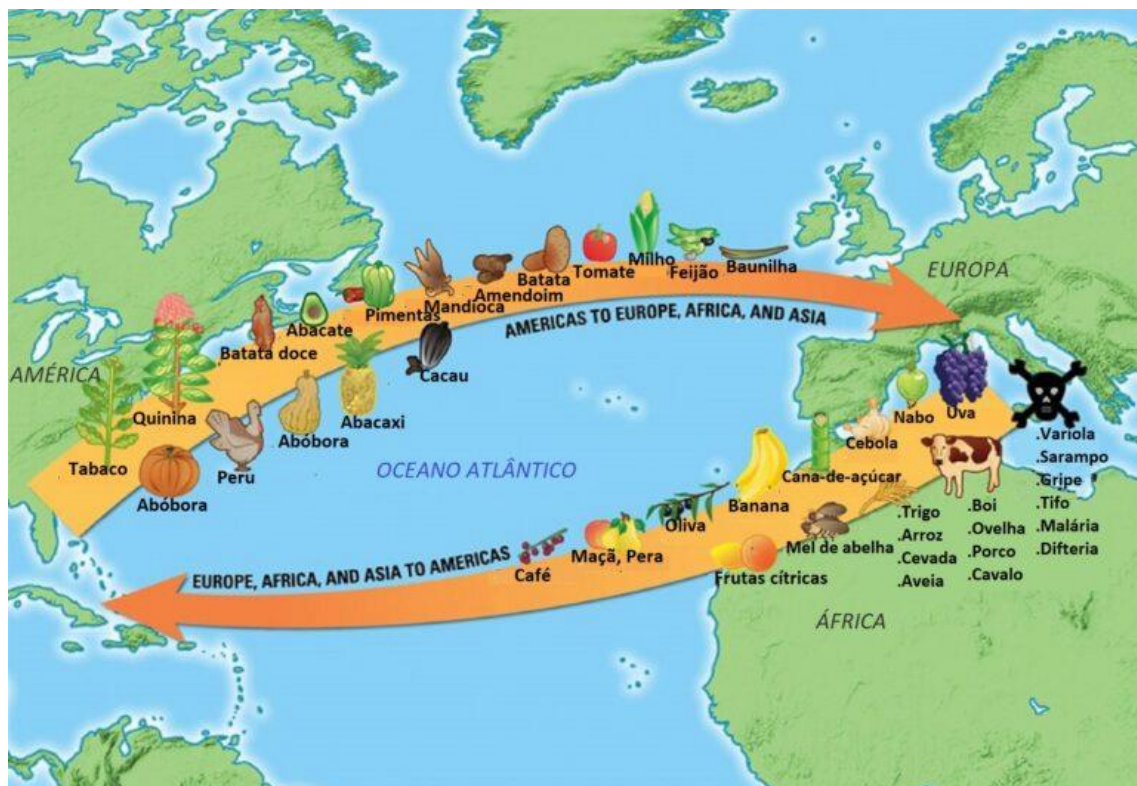 Milho
Tomate
Feijão
Baunilha
Batata
Amendoim
Mandioca
Pimentas
Abacate
Batata doce
EUROPA
AMERICAS TO EUROPE, AFRICA, AND ASIA
AMÉRICA
Cacau
Quinina
Abacaxi
Abóbora
Tabaco
Peru
Abóbora
OCEANO ATLÂNTICO
Nabo
Uva
Cebola
Cana-de-açúcar
Banana
Oliva
Mel de abelha
Maçã, Pera
Frutas cítricas
Café
EUROPE, AFRICA, AND ASIA TO AMERICAS
.Trigo
.Arroz
.Cevada
.Aveia
.Boi
.Ovelha
.Porco
.Cavalo
.Variola
.Sarampo
.Gripe
.Tifo
.Malária
.Difteria
ÁFRICA